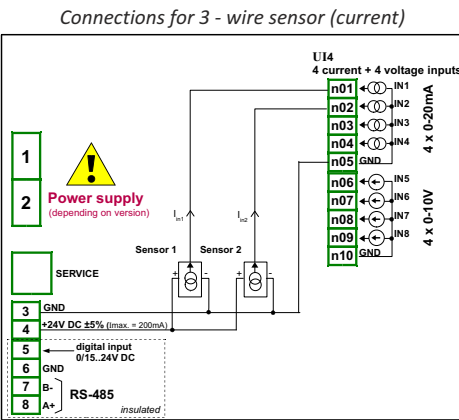 Connections for 3 - wire sensor (current)
UI4
4 current + 4 voltage inputs
n01 IN1
n02 IN2
n03 IN3
n04 IN4
n05 GND
4 x 0-20mA
n06 IN5
n07 IN6
n08 IN7
n09 IN8
n10 GND
4 x 0-10V
1
2
!
Power supply
(depending on version)
Iin1
Iin2
Sensor 1
Sensor 2
+ -
+ -
SERVICE
3 GND
4 +24V DC ±5% (Imax. = 200mA)
5 digital input
0/15..24V DC
6 GND
7 B-
8 A+
RS-485
insulated